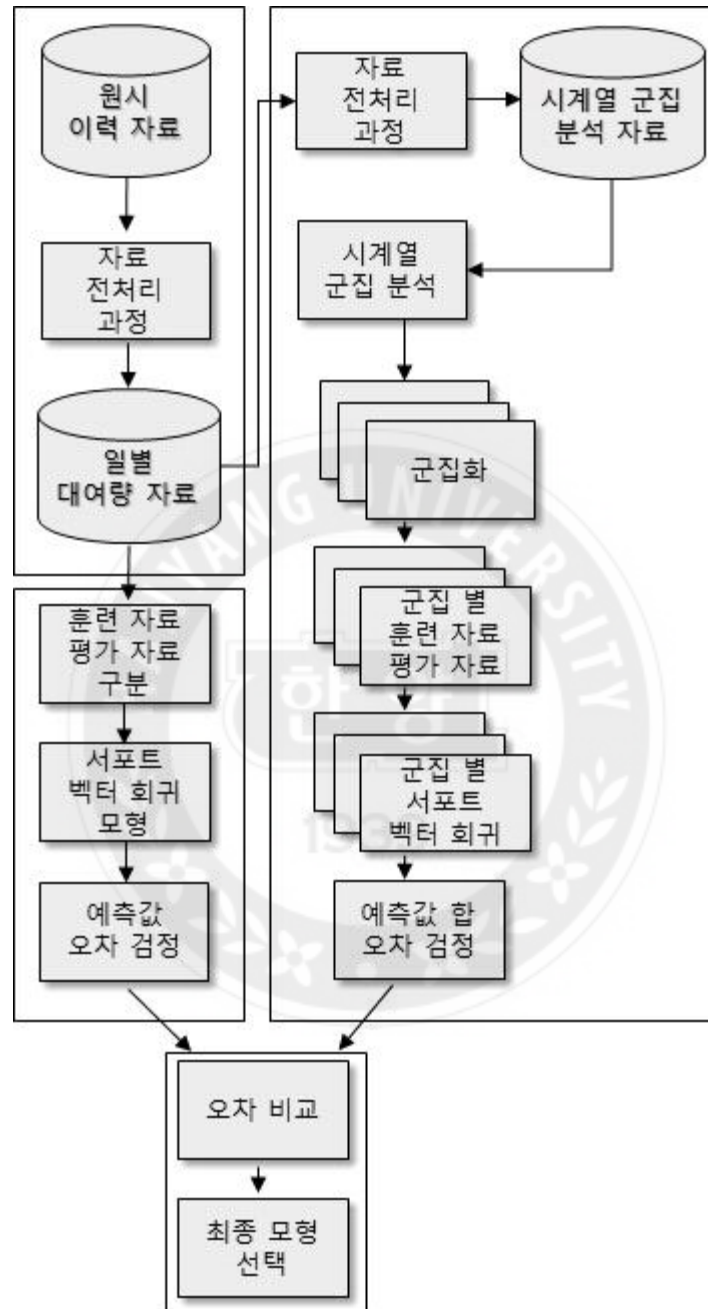 원시
이력 자료
자료
전처리
과정
일별
대여량 자료
훈련 자료
평가 자료
구분
서포트
벡터 회귀
모형
예측값
오차 검정
자료
전처리
과정
시계열 군집
분석 자료
시계열
군집 분석
군집화
군집 별
훈련 자료
평가 자료
군집 별
서포트
벡터 회귀
예측값 합
오차 검정
오차 비교
최종 모형
선택
UNIVERSITY
한양